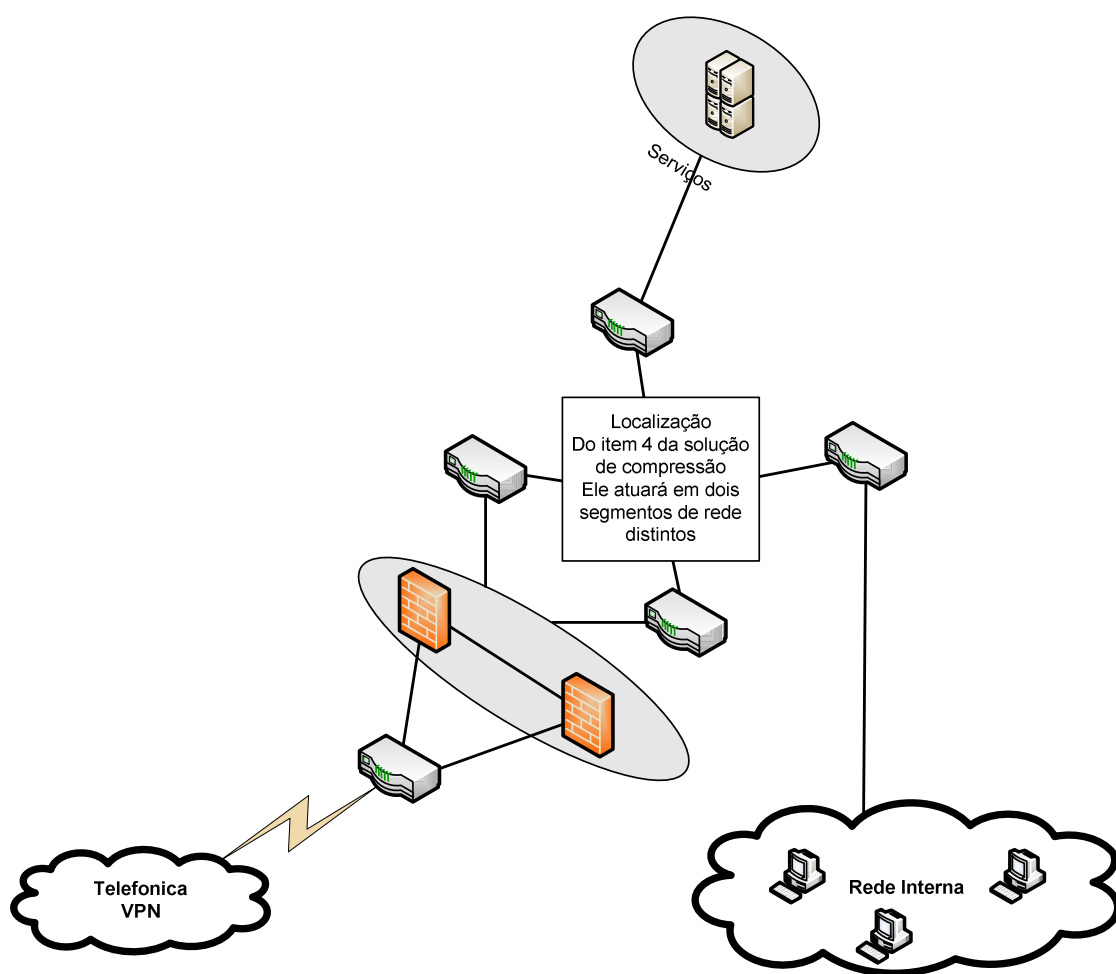 Serviços
Localização
Do item 4 da solução
de compressão
Ele atuará em dois
segmentos de rede
distintos
Telefonica
VPN
Rede Interna